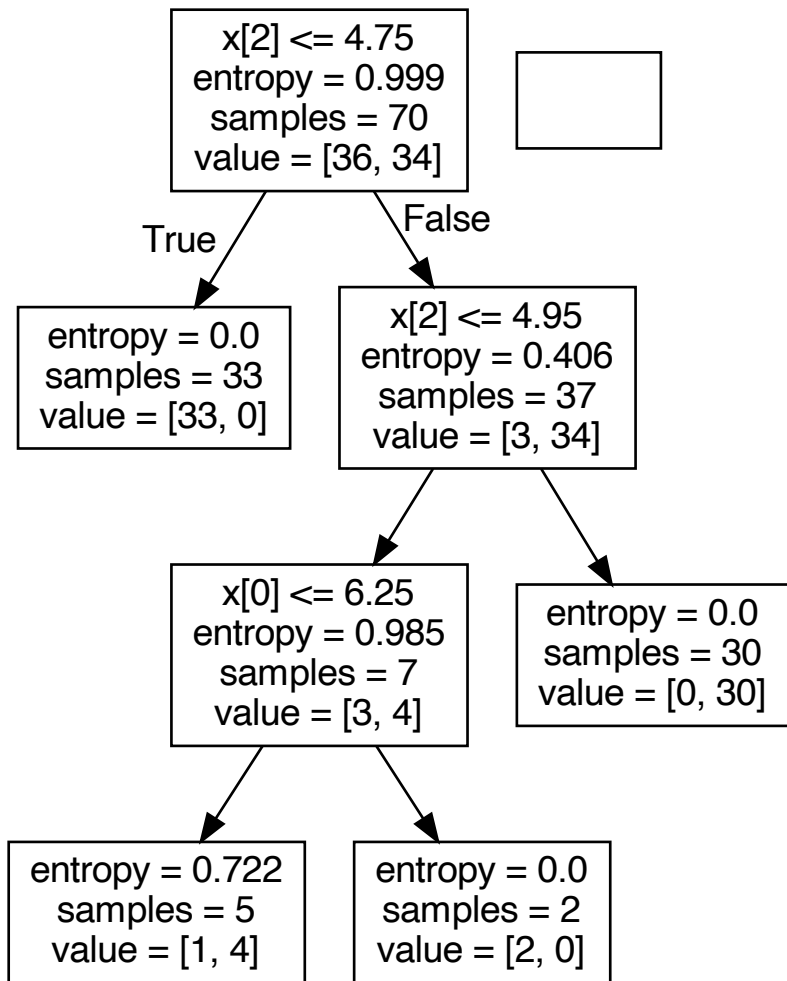 x[2] <= 4.75
entropy = 0.999
samples = 70
value = [36, 34]
True
False
entropy = 0.0
samples = 33
value = [33, 0]
x[2] <= 4.95
entropy = 0.406
samples = 37
value = [3, 34]
x[0] <= 6.25
entropy = 0.985
samples = 7
value = [3, 4]
entropy = 0.0
samples = 30
value = [0, 30]
entropy = 0.722
samples = 5
value = [1, 4]
entropy = 0.0
samples = 2
value = [2, 0]